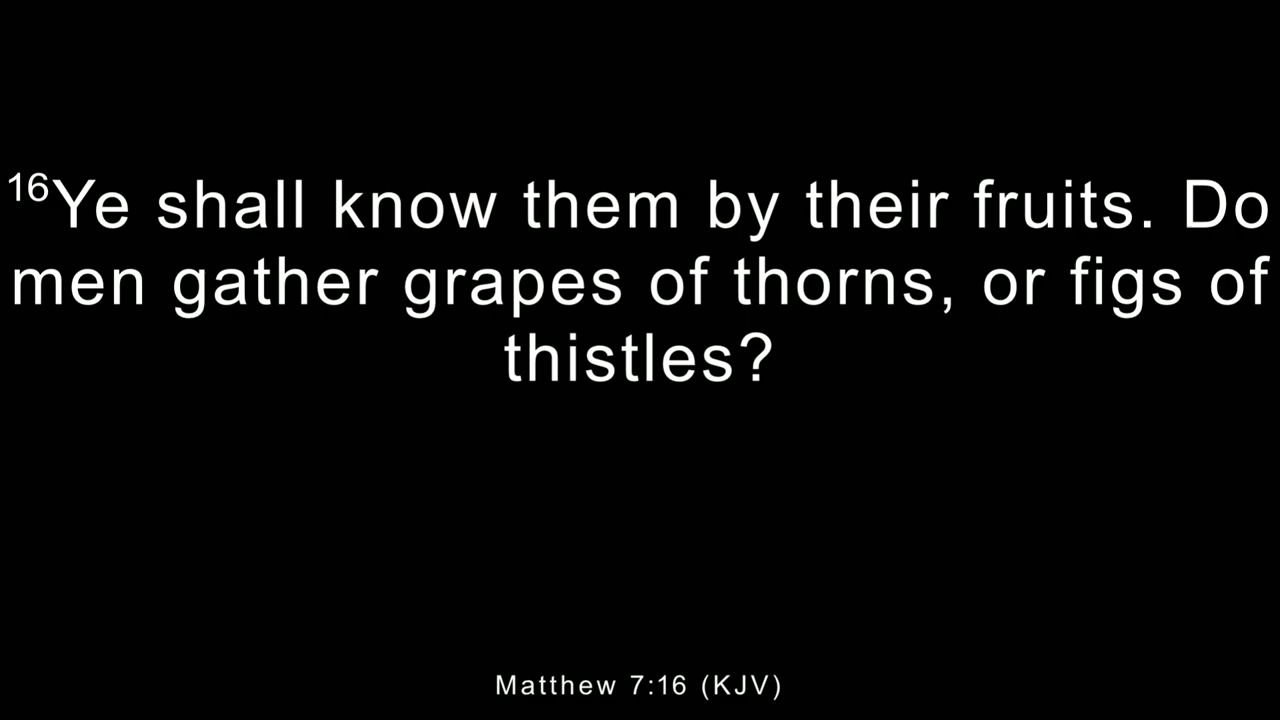 16Ye shall know them by their fruits. Do
men gather grapes of thorns, or figs of
thistles?
Matthew 7:16 (KJV)